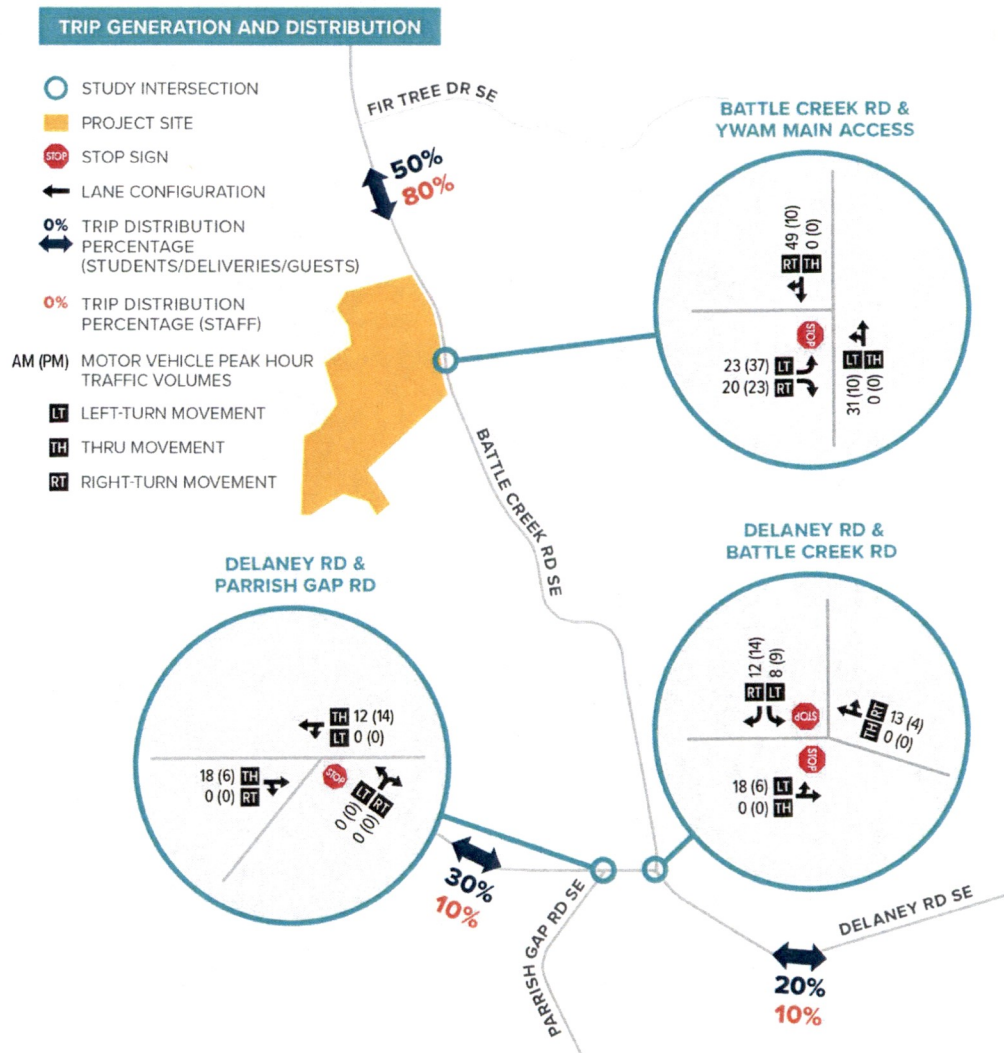 TRIP GENERATION AND DISTRIBUTION
STUDY INTERSECTION
PROJECT SITE
STOP
STOP SIGN
LANE CONFIGURATION
0% TRIP DISTRIBUTION
PERCENTAGE
(STUDENTS/DELIVERIES/GUESTS)
0% TRIP DISTRIBUTION
PERCENTAGE (STAFF)
AM (PM) MOTOR VEHICLE PEAK HOUR
TRAFFIC VOLUMES
LT LEFT-TURN MOVEMENT
TH THRU MOVEMENT
RT RIGHT-TURN MOVEMENT
FIR TREE DR SE
50%
80%
BATTLE CREEK RD &
YWAM MAIN ACCESS
RT 49 (10)
TH 0 (0)
STOP
23 (37) LT
20 (23) RT
LT 31 (10)
TH 0 (0)
BATTLE CREEK RD SE
DELANEY RD &
PARRISH GAP RD
TH 12 (14)
LT 0 (0)
18 (6) TH
0 (0) RT
STOP
0 (0) LT
0 (0) RT
DELANEY RD &
BATTLE CREEK RD
RT 12 (14)
LT 8 (9)
STOP
RT 13 (4)
TH 0 (0)
STOP
18 (6) LT
0 (0) TH
30%
10%
PARRISH GAP RD SE
DELANEY RD SE
20%
10%